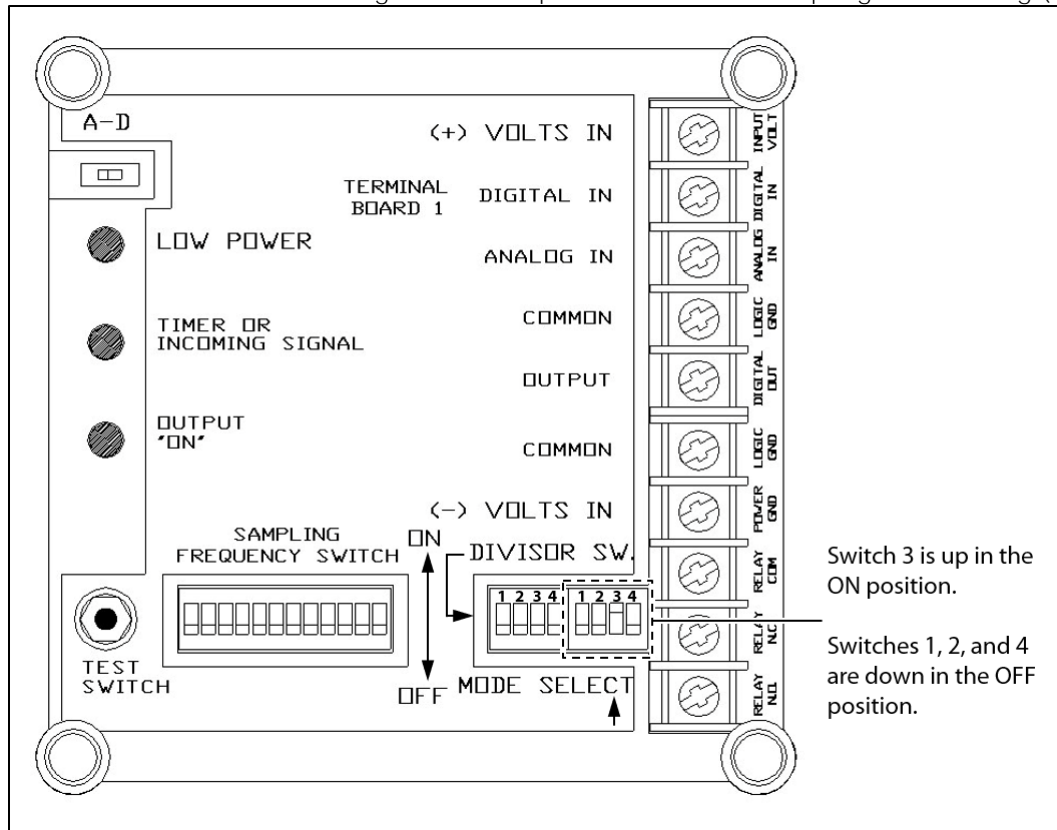 A-D
(+) VOLTS IN
TERMINAL
BOARD 1
DIGITAL IN
LOW POWER
ANALOG IN
TIMER OR
INCOMING SIGNAL
COMMON
OUTPUT
OUTPUT
"ON"
COMMON
(-) VOLTS IN
SAMPLING
FREQUENCY SWITCH
ON
DIVISOR SW.
1 2 3 4
1 2 3 4
TEST
SWITCH
OFF
MODE SELECT
INPUT
VOLT
DIGITAL
IN
ANALOG
IN
LOGIC
GND
DIGITAL
OUT
LOGIC
GND
POWER
GND
RELAY
COM
RELAY
N.C.
RELAY
N.O.
Switch 3 is up in the
ON position.
Switches 1, 2, and 4
are down in the OFF
position.